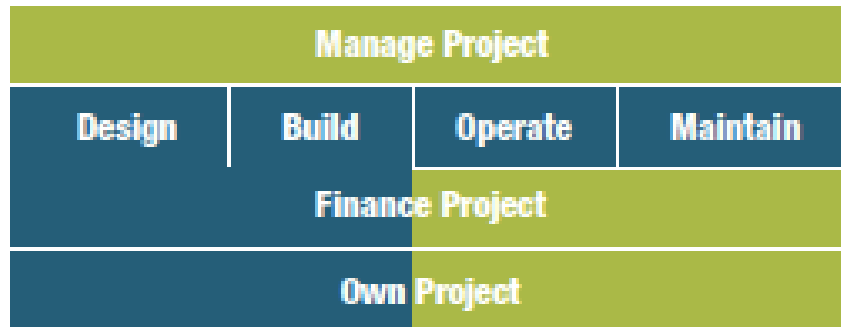 Manage Project
Design Build Operate Maintain
Finance Project
Own Project